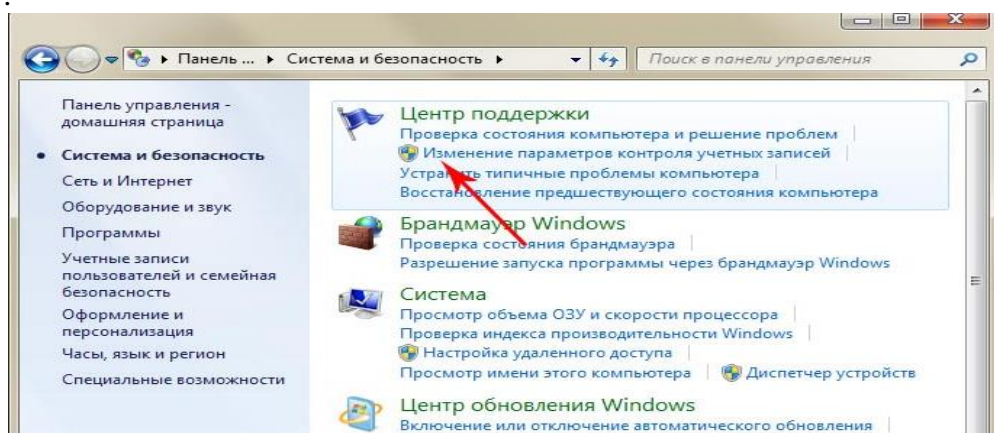 :
Панель ... Система и безопасность Поиск в панели управления
Панель управления -
домашняя страница
Система и безопасность
Сеть и Интернет
Оборудование и звук
Программы
Учетные записи
пользователей и семейная
безопасность
Оформление и
персонализация
Часы, язык и регион
Специальные возможности
Центр поддержки
Проверка состояния компьютера и решение проблем
Изменение параметров контроля учетных записей
Устранить типичные проблемы компьютера
Восстановление предшествующего состояния компьютера
Брандмауэр Windows
Проверка состояния брандмауэра
Разрешение запуска программы через брандмауэр Windows
Система
Просмотр объема ОЗУ и скорости процессора
Проверка индекса производительности Windows
Настройка удаленного доступа
Просмотр имени этого компьютера Диспетчер устройств
Центр обновления Windows
Включение или отключение автоматического обновления